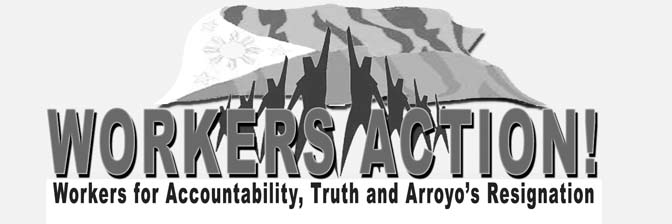 WORKERS ACTION!
Workers for Accountability, Truth and Arroyo's Resignation